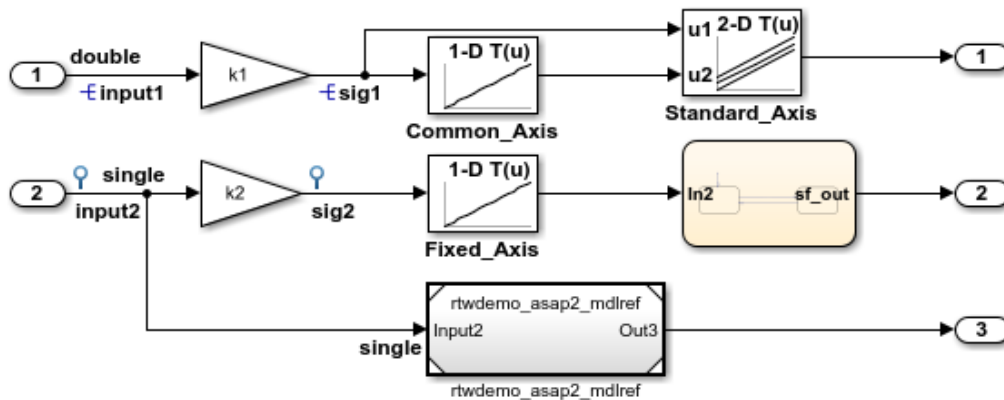 double
1
input1
k1
sig1
1-D T(u)
Common_Axis
u1
2-D T(u)
u2
Standard_Axis
1
2
single
input2
k2
sig2
1-D T(u)
Fixed_Axis
In2
sf_out
2
single
rtwdemo_asap2_mdlref
Input2
Out3
rtwdemo_asap2_mdlref
3